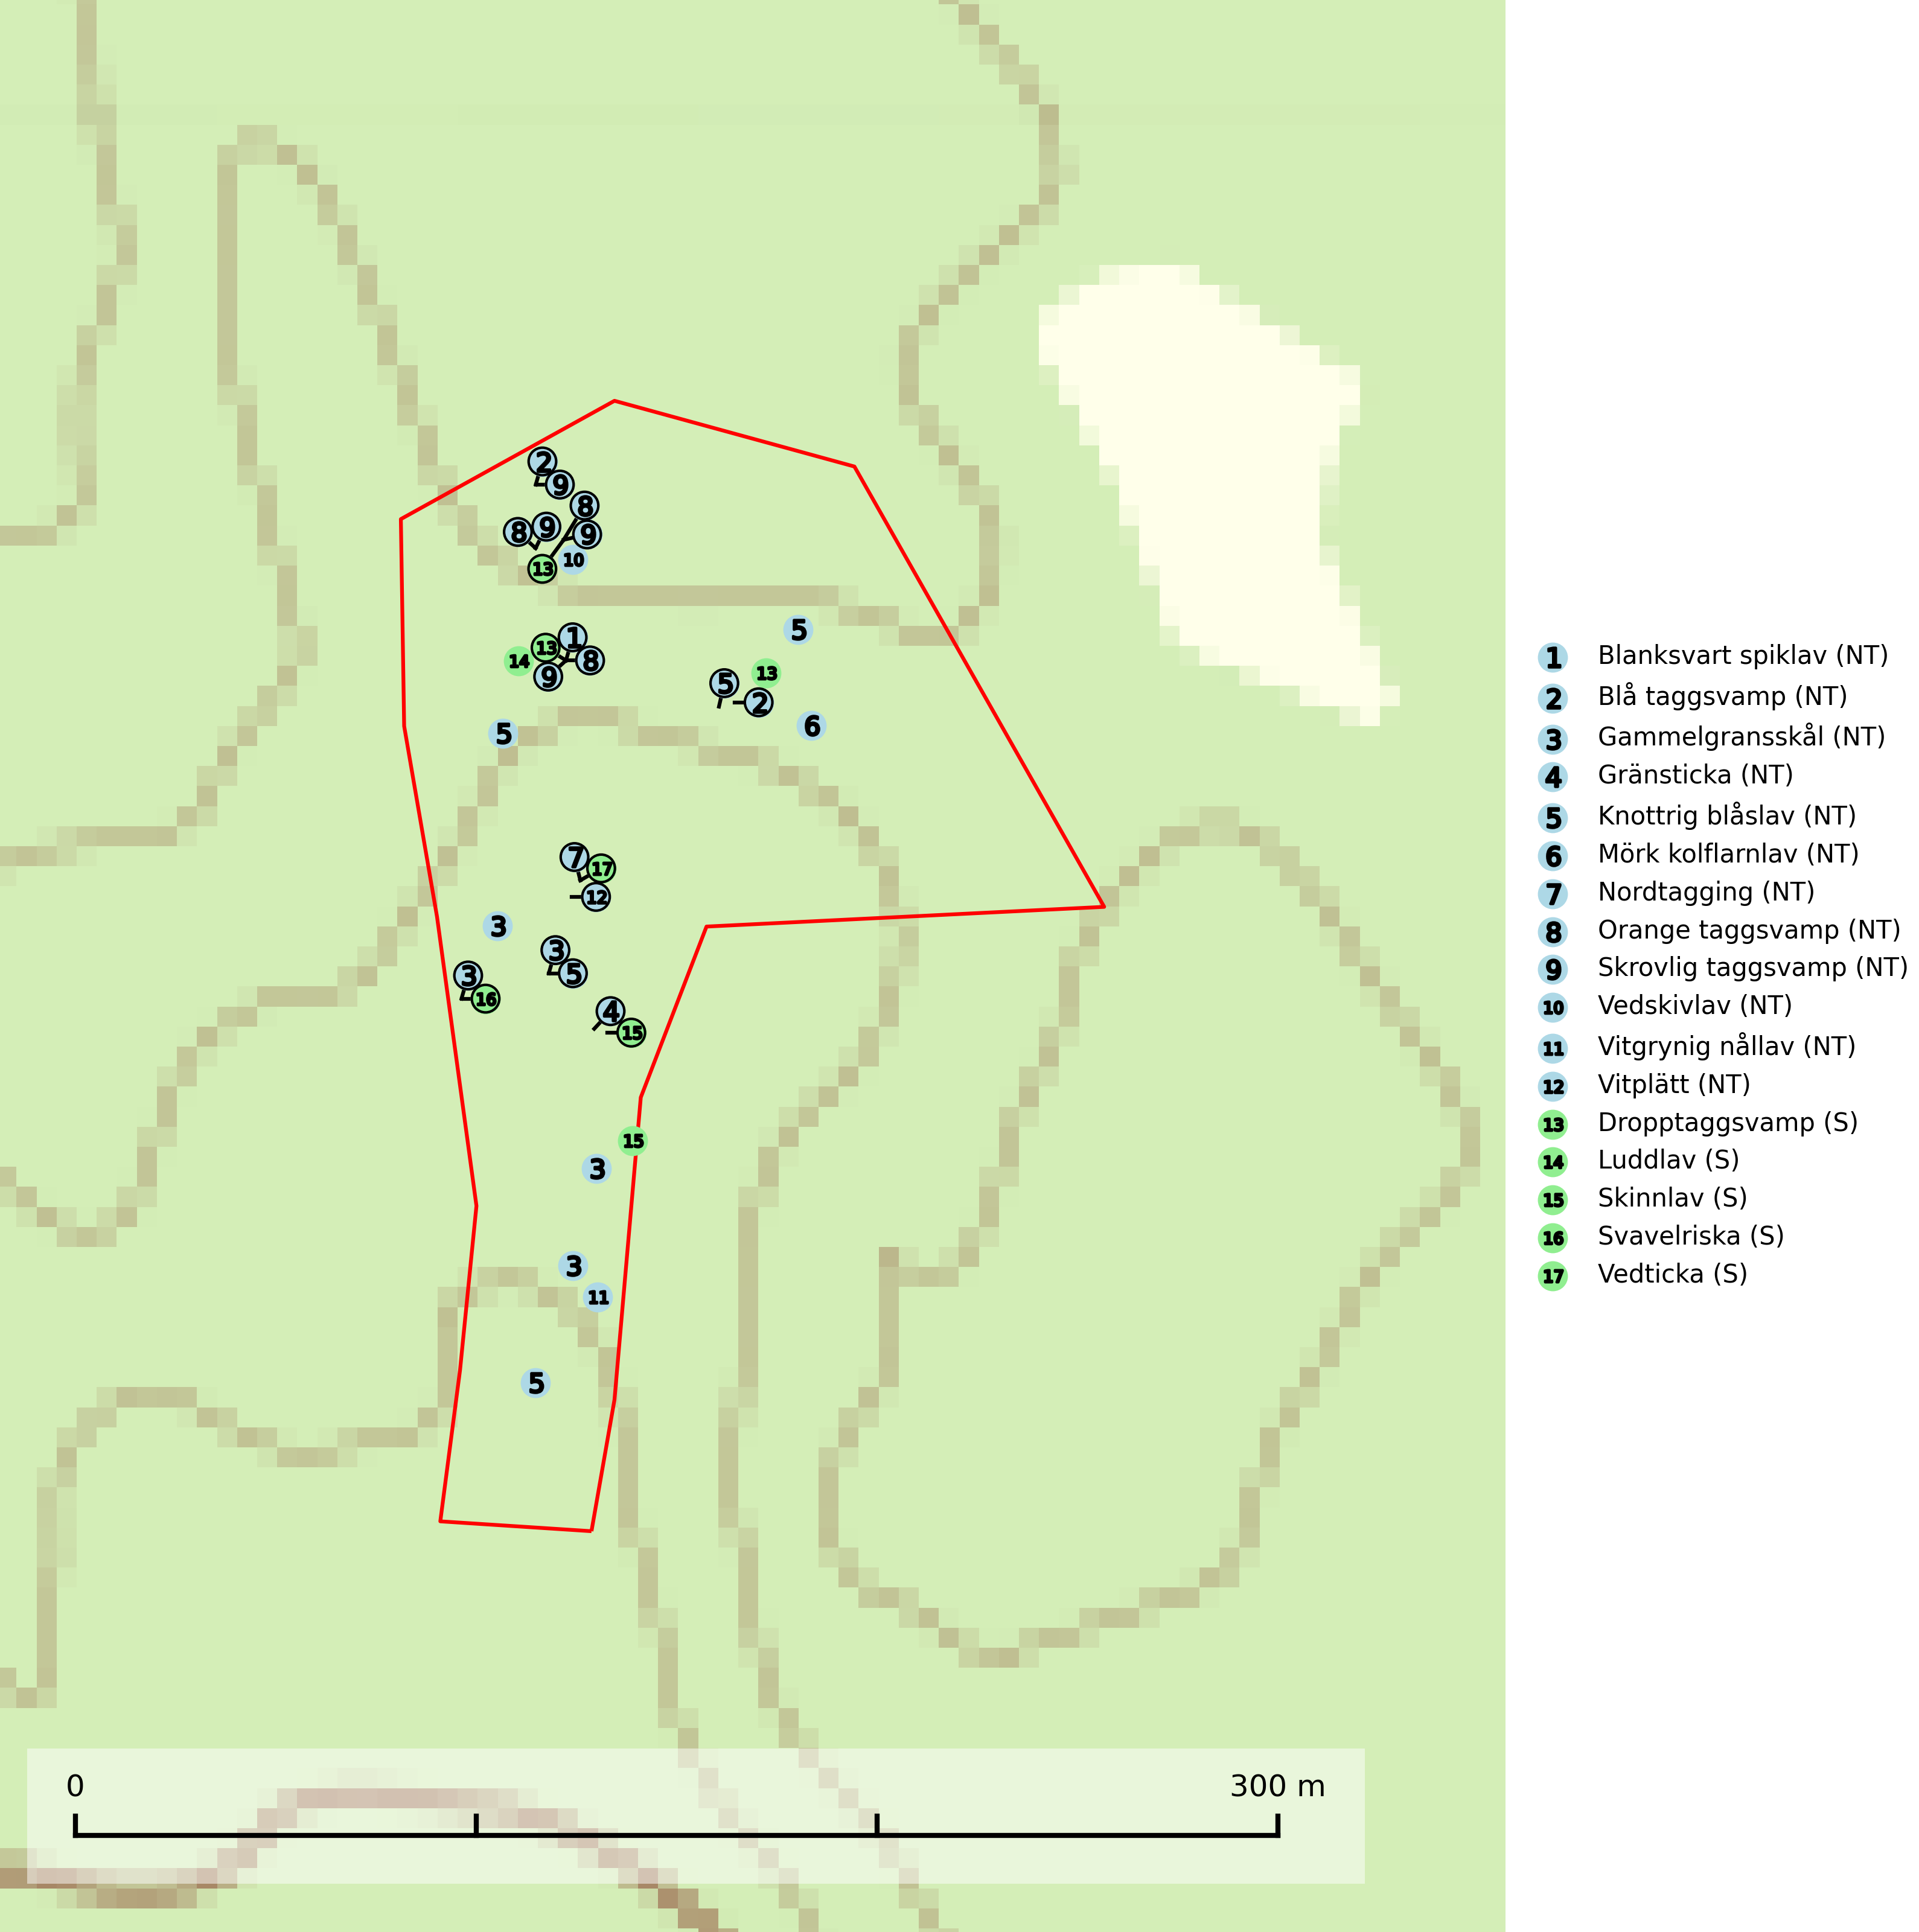 2
9
8
8 9 9
10
13
5
1
13
14 8
9
13
5
2
6
5
7
17
12
3
3
5
3
16
4
15
15
3
3
11
5
0 300 m
1 Blanksvart spiklav (NT)
2 Blå taggsvamp (NT)
3 Gammelgransskål (NT)
4 Gränsticka (NT)
5 Knottrig blåslav (NT)
6 Mörk kolflarnlav (NT)
7 Nordtagging (NT)
8 Orange taggsvamp (NT)
9 Skrovlig taggsvamp (NT)
10 Vedskivlav (NT)
11 Vitgrynig nållav (NT)
12 Vitplätt (NT)
13 Dropptaggsvamp (S)
14 Luddlav (S)
15 Skinnlav (S)
16 Svavelriska (S)
17 Vedticka (S)